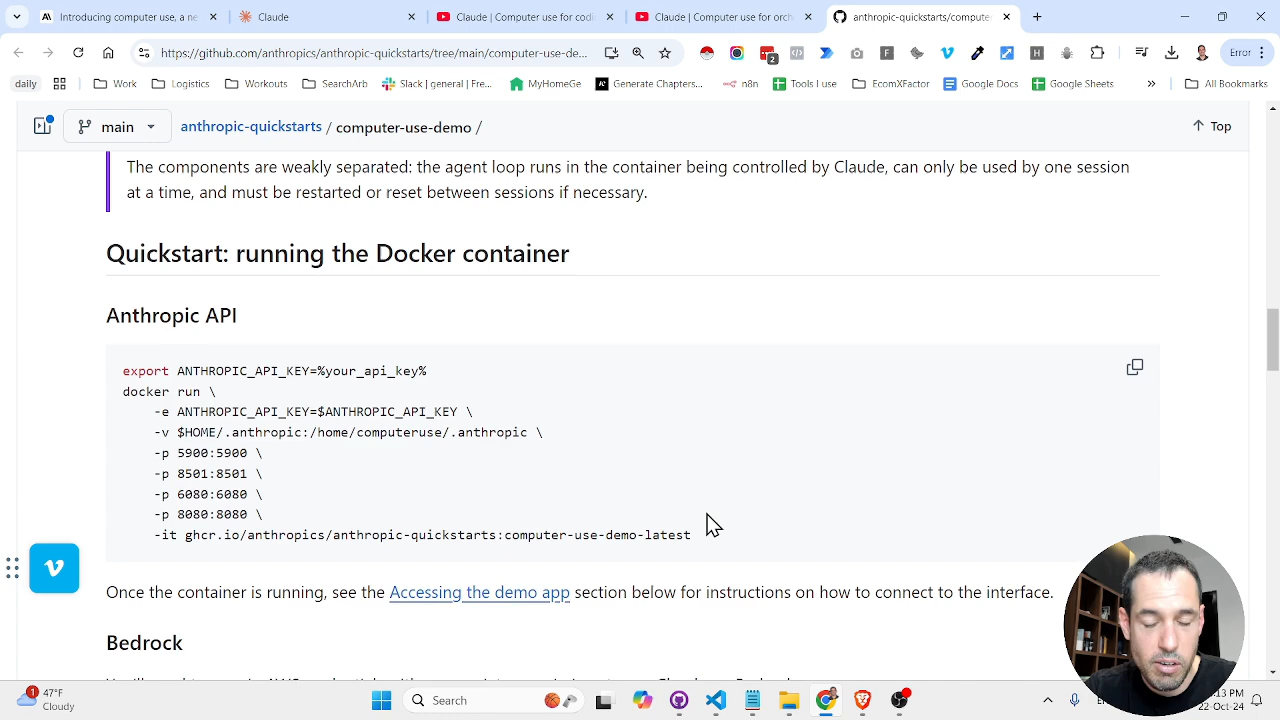 Introducing computer use, a ne
Claude
Claude | Computer use for codi
Claude | Computer use for orch
anthropic-quickstarts/compute
https://github.com/anthropics/anthropic-quickstarts/tree/main/computer-use-de...
2
Error
daily
Work
Logistics
Workouts
SearchArb
Slack | general | Fre...
MyHomeGe
Generate Chapters...
n8n
Tools I use
EcomXFactor
Google Docs
Google Sheets
»
All Bookmarks
main
anthropic-quickstarts / computer-use-demo /
Top
The components are weakly separated: the agent loop runs in the container being controlled by Claude, can only be used by one session
at a time, and must be restarted or reset between sessions if necessary.
Quickstart: running the Docker container
Anthropic API
export ANTHROPIC_API_KEY=%your_api_key%
docker run \
-e ANTHROPIC_API_KEY=$ANTHROPIC_API_KEY \
-v $HOME/.anthropic:/home/computeruse/.anthropic \
-p 5900:5900 \
-p 8501:8501 \
-p 6080:6080 \
-p 8080:8080 \
-it ghcr.io/anthropics/anthropic-quickstarts:computer-use-demo-latest
Once the container is running, see the Accessing the demo app section below for instructions on how to connect to the interface.
Bedrock
1
47°F
Cloudy
Search
:13 PM
22-Oct-24